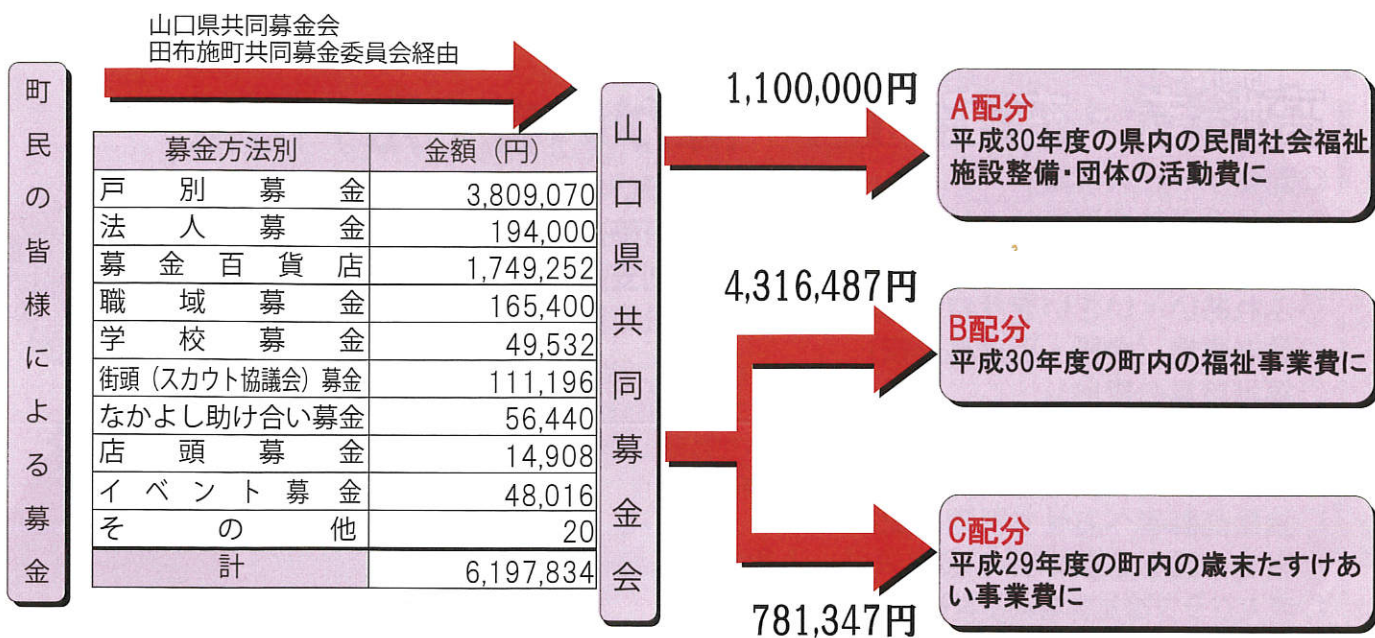 山口県共同募金会
田布施町共同募金委員会経由
町民の皆様による募金
募金方法別 金額（円）
戸別募金 3,809,070
法人募金 194,000
募金百貨店 1,749,252
職域募金 165,400
学校募金 49,532
街頭（スカウト協議会）募金 111,196
なかよし助け合い募金 56,440
店頭募金 14,908
イベント募金 48,016
その他 20
計 6,197,834
山口県共同募金会
1,100,000円
A配分
平成30年度の県内の民間社会福祉
施設整備・団体の活動費に
4,316,487円
B配分
平成30年度の町内の福祉事業費に
781,347円
C配分
平成29年度の町内の歳末たすけあ
い事業費に